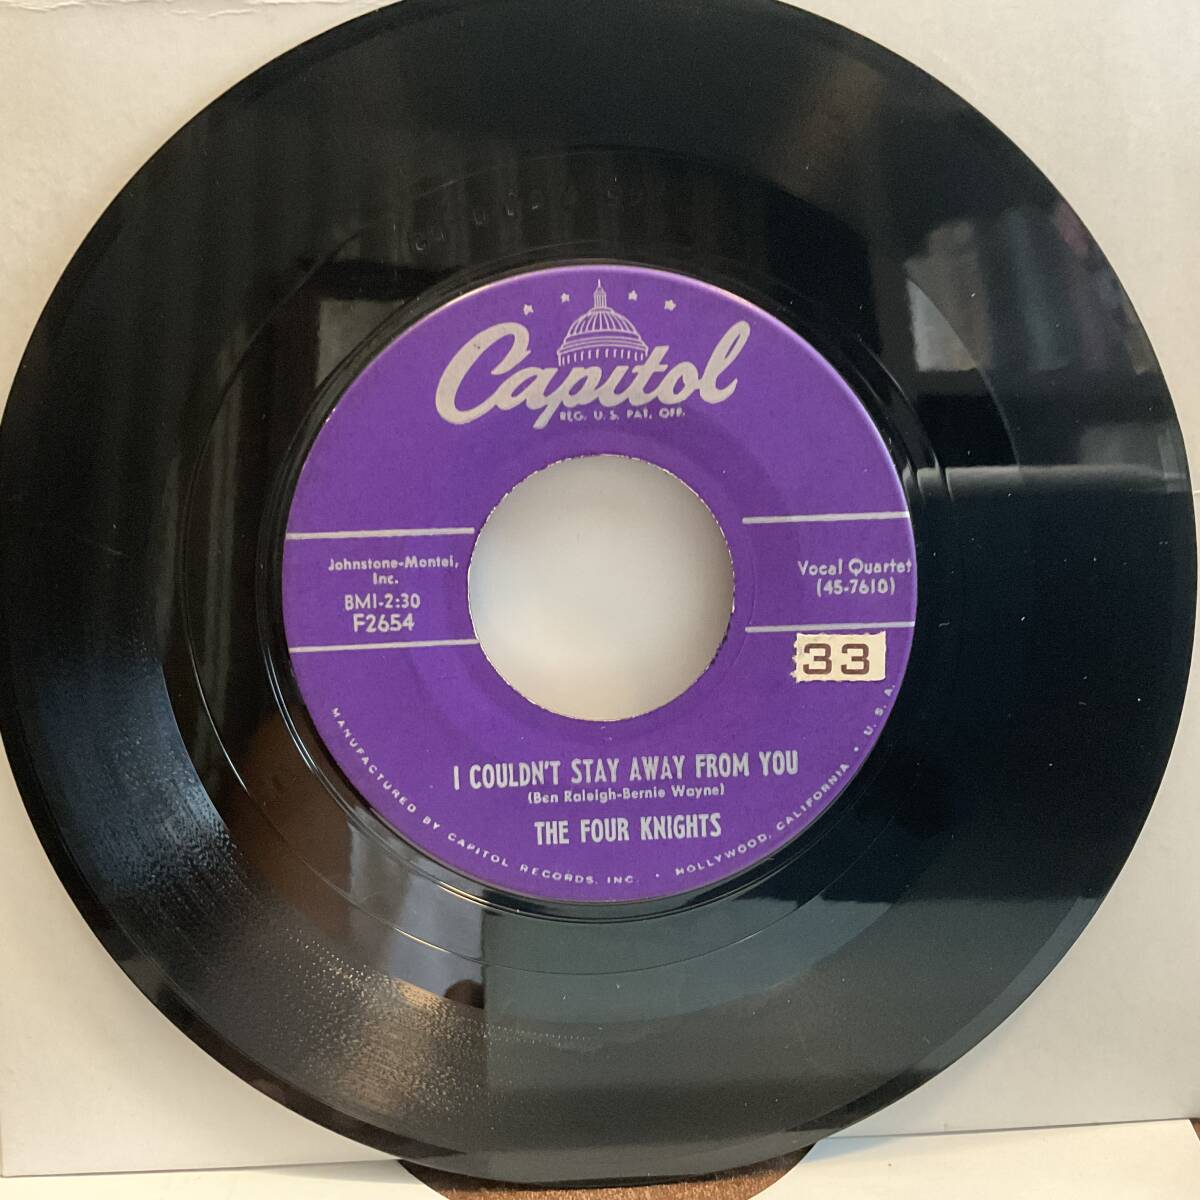 Capitol
REG. U.S. PAT. OFF.
Johnstone-Montei,
Inc.
BMI-2:30
F2654
Vocal Quartet
(45-7610)
33
I COULDN'T STAY AWAY FROM YOU
(Ben Raleigh-Bernie Wayne)
THE FOUR KNIGHTS
MANUFACTURED BY CAPITOL RECORDS, INC. • HOLLYWOOD, CALIFORNIA • U. S. A.